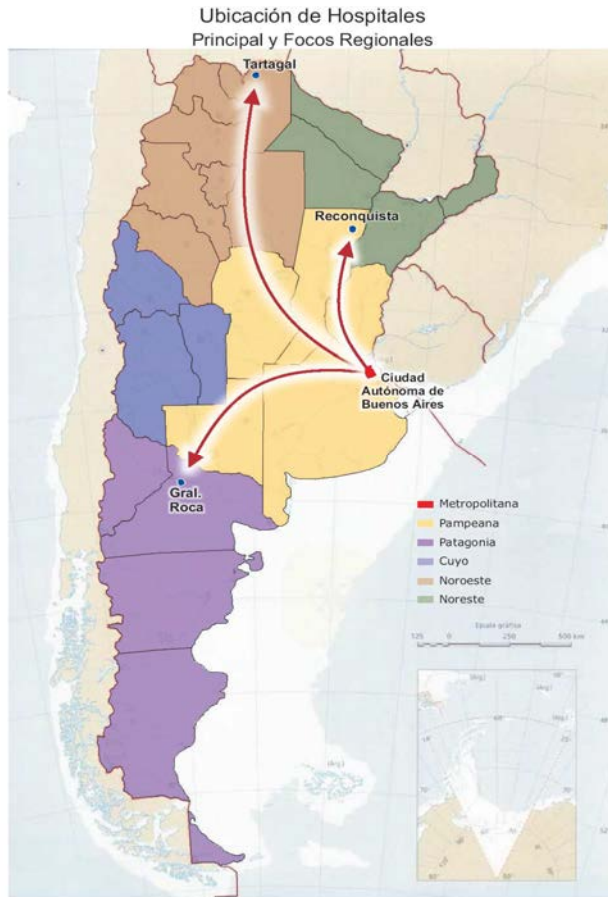 Ubicación de Hospitales
Principal y Focos Regionales
Tartagal
Reconquista
Ciudad
Autónoma de
Buenos Aires
Gral.
Roca
Metropolitana
Pampeana
Patagonia
Cuyo
Noroeste
Noreste
125 0 250 500 km
(Arg.)